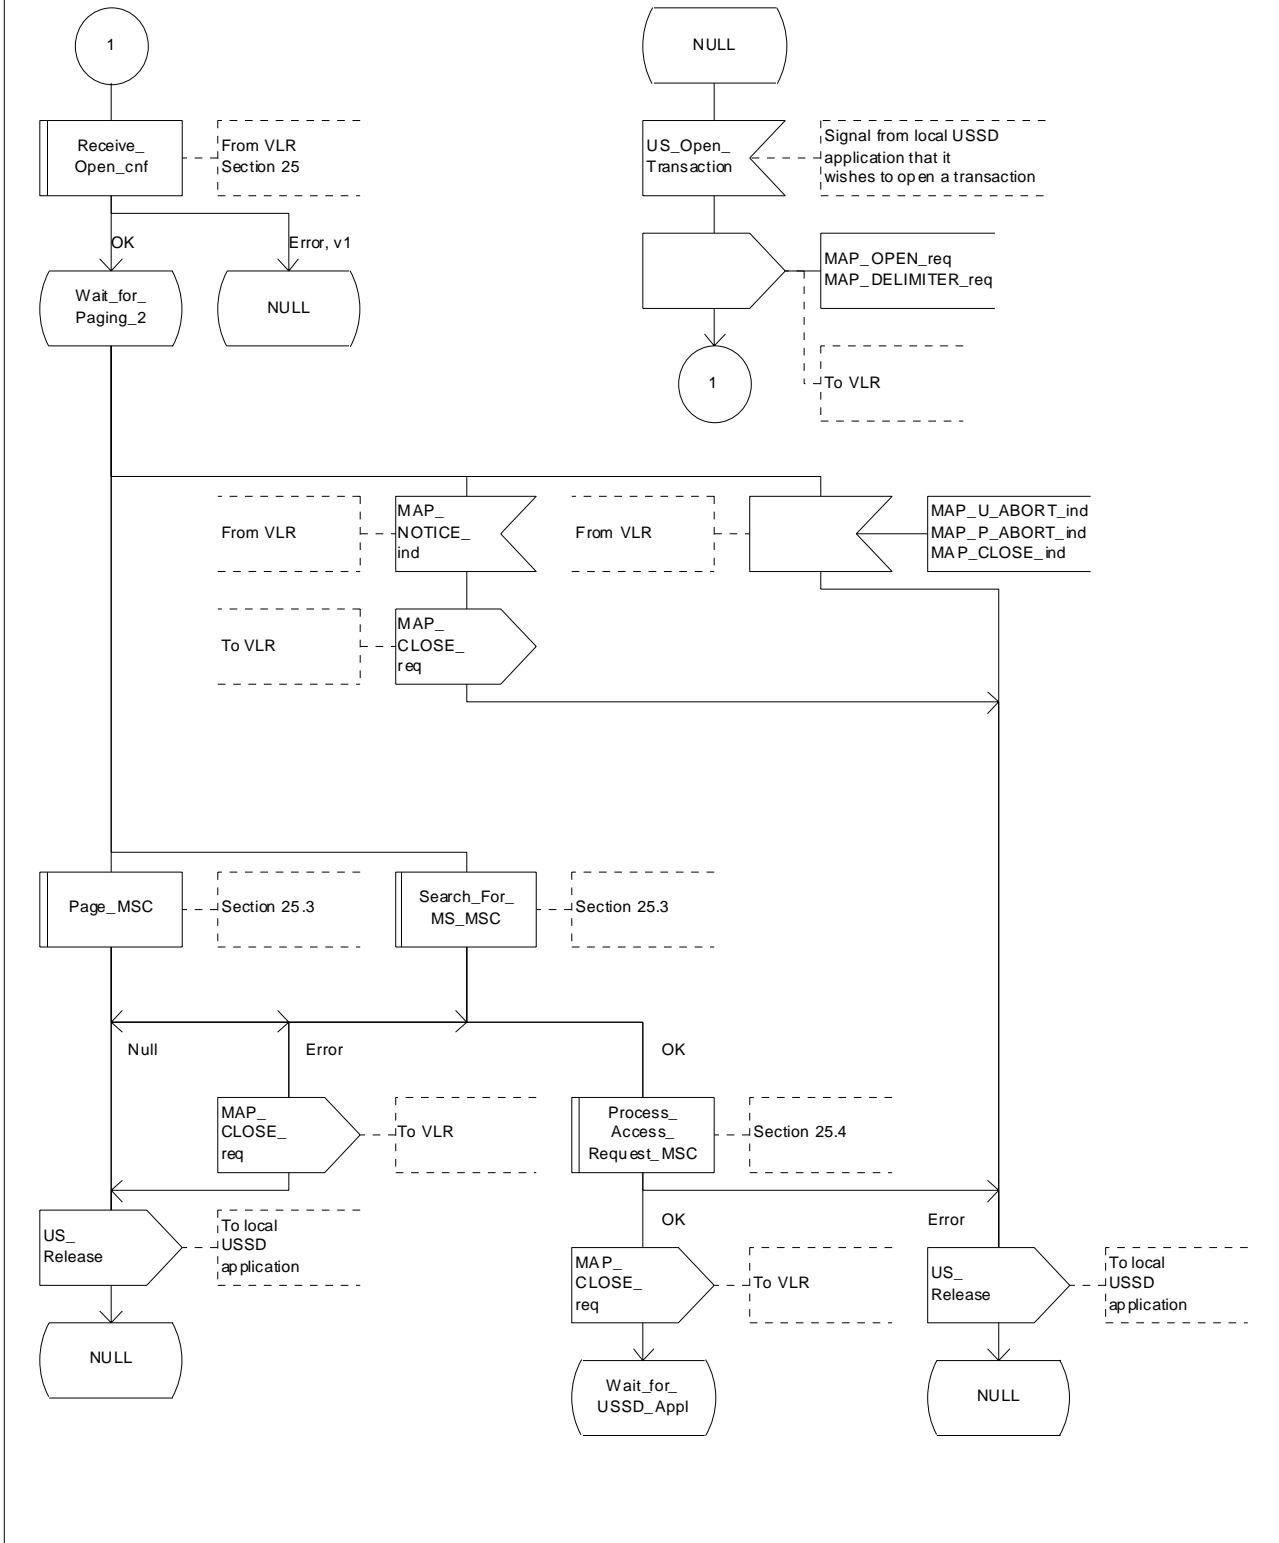 1
NULL
Receive_
Open_cnf
From VLR
Section 25
US_Open_
Transaction
Signal from local USSD
application that it
wishes to open a transaction
OK
Error, v1
MAP_OPEN_req
MAP_DELIMITER_req
Wait_for_
Paging_2
NULL
1
To VLR
From VLR
MAP_
NOTICE_
ind
From VLR
MAP_U_ABORT_ind
MAP_P_ABORT_ind
MAP_CLOSE_ind
To VLR
MAP_
CLOSE_
req
Page_MSC
Section 25.3
Search_For_
MS_MSC
Section 25.3
Null
Error
OK
MAP_
CLOSE_
req
To VLR
Process_
Access_
Request_MSC
Section 25.4
US_
Release
To local
USSD
application
OK
Error
MAP_
CLOSE_
req
To VLR
US_
Release
To local
USSD
application
NULL
Wait_for_
USSD_Appl
NULL